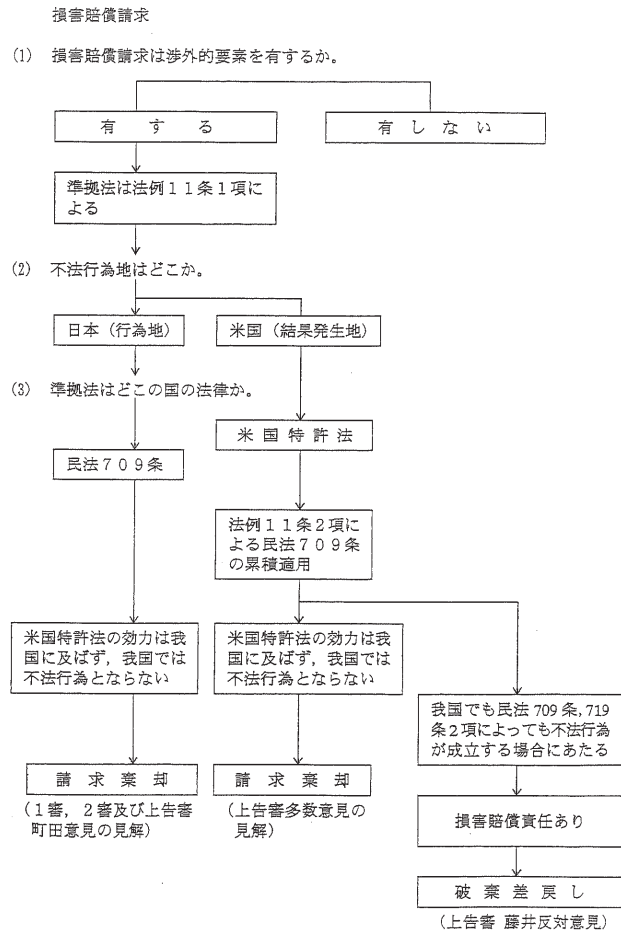 損害賠償請求
(1) 損害賠償請求は渉外的要素を有するか。
有する
有しない
準拠法は法例11条1項に
よる
(2) 不法行為地はどこか。
日本(行為地)
米国(結果発生地)
(3) 準拠法はどこの国の法律か。
米国特許法
民法709条
法例11条2項に
よる民法709条
の累積適用
米国特許法の効力は我
国に及ばず,我国では
不法行為とならない
米国特許法の効力は我
国に及ばず,我国では
不法行為とならない
我国でも民法709条,719
条2項によっても不法行為
が成立する場合にあたる
請求棄却
(1審,2審及び上告審
町田意見の見解)
請求棄却
(上告審多数意見の
見解)
損害賠償責任あり
破棄差戻し
(上告審 藤井反対意見)